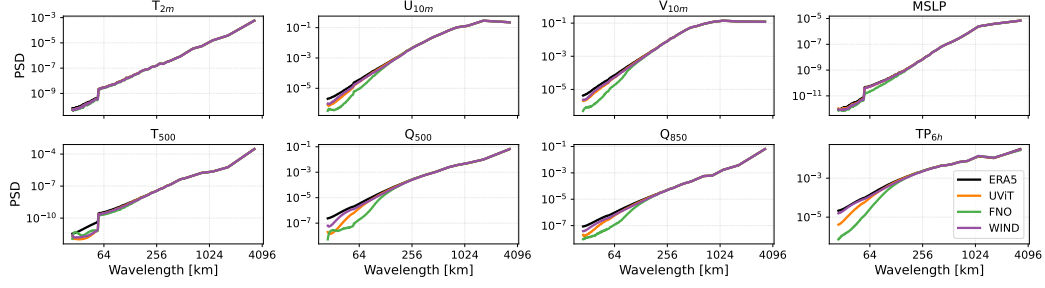 T2m
U10m
V10m
MSLP
PSD
10−3
10−5
10−7
10−9
10−1
10−3
10−5
10−1
10−3
10−5
10−5
10−7
10−9
10−11
T500
Q500
Q850
TP6h
PSD
10−4
10−7
10−10
10−1
10−3
10−5
10−7
10−1
10−3
10−5
10−7
10−1
10−3
10−5
ERA5
UViT
FNO
WIND
64 256 1024 4096
64 256 1024 4096
64 256 1024 4096
64 256 1024 4096
Wavelength [km]
Wavelength [km]
Wavelength [km]
Wavelength [km]